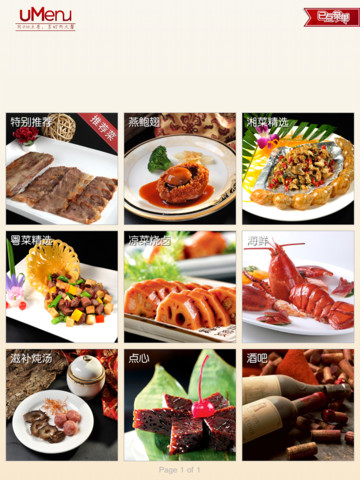 uMenu
已点菜单
特别推荐
推荐菜
燕鲍翅
湘菜精选
粤菜精选
凉菜烧卤
海鲜
滋补炖汤
点心
酒吧
Page 1 of 1